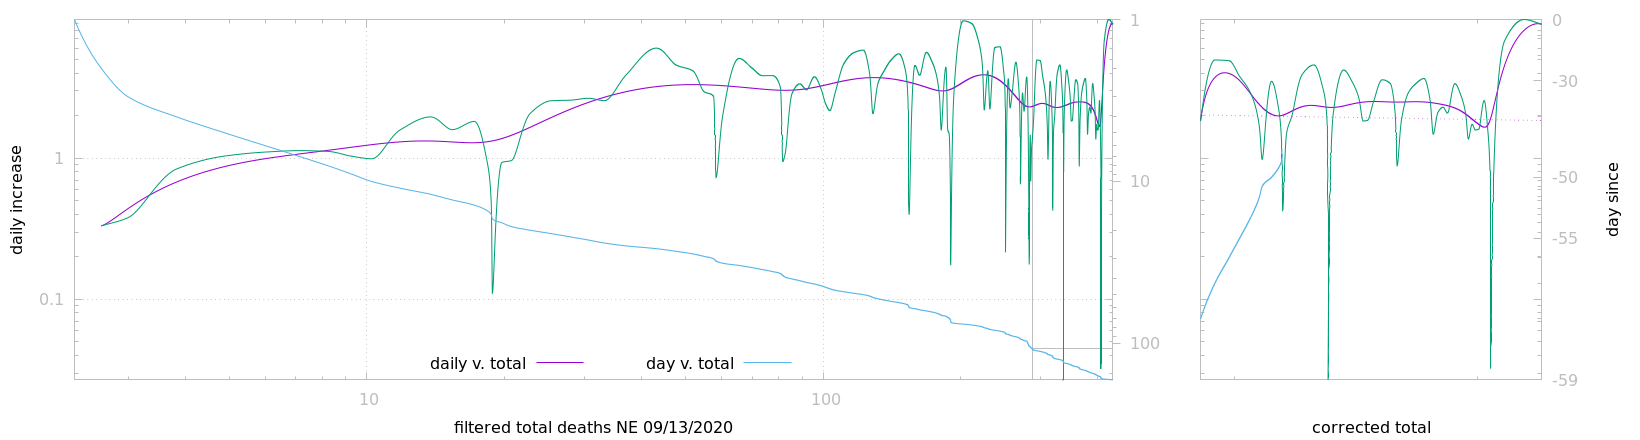 daily increase
1
0.1
daily v. total
day v. total
10
100
filtered total deaths NE 09/13/2020
1
10
100
0
-30
-50
-55
-59
day since
corrected total